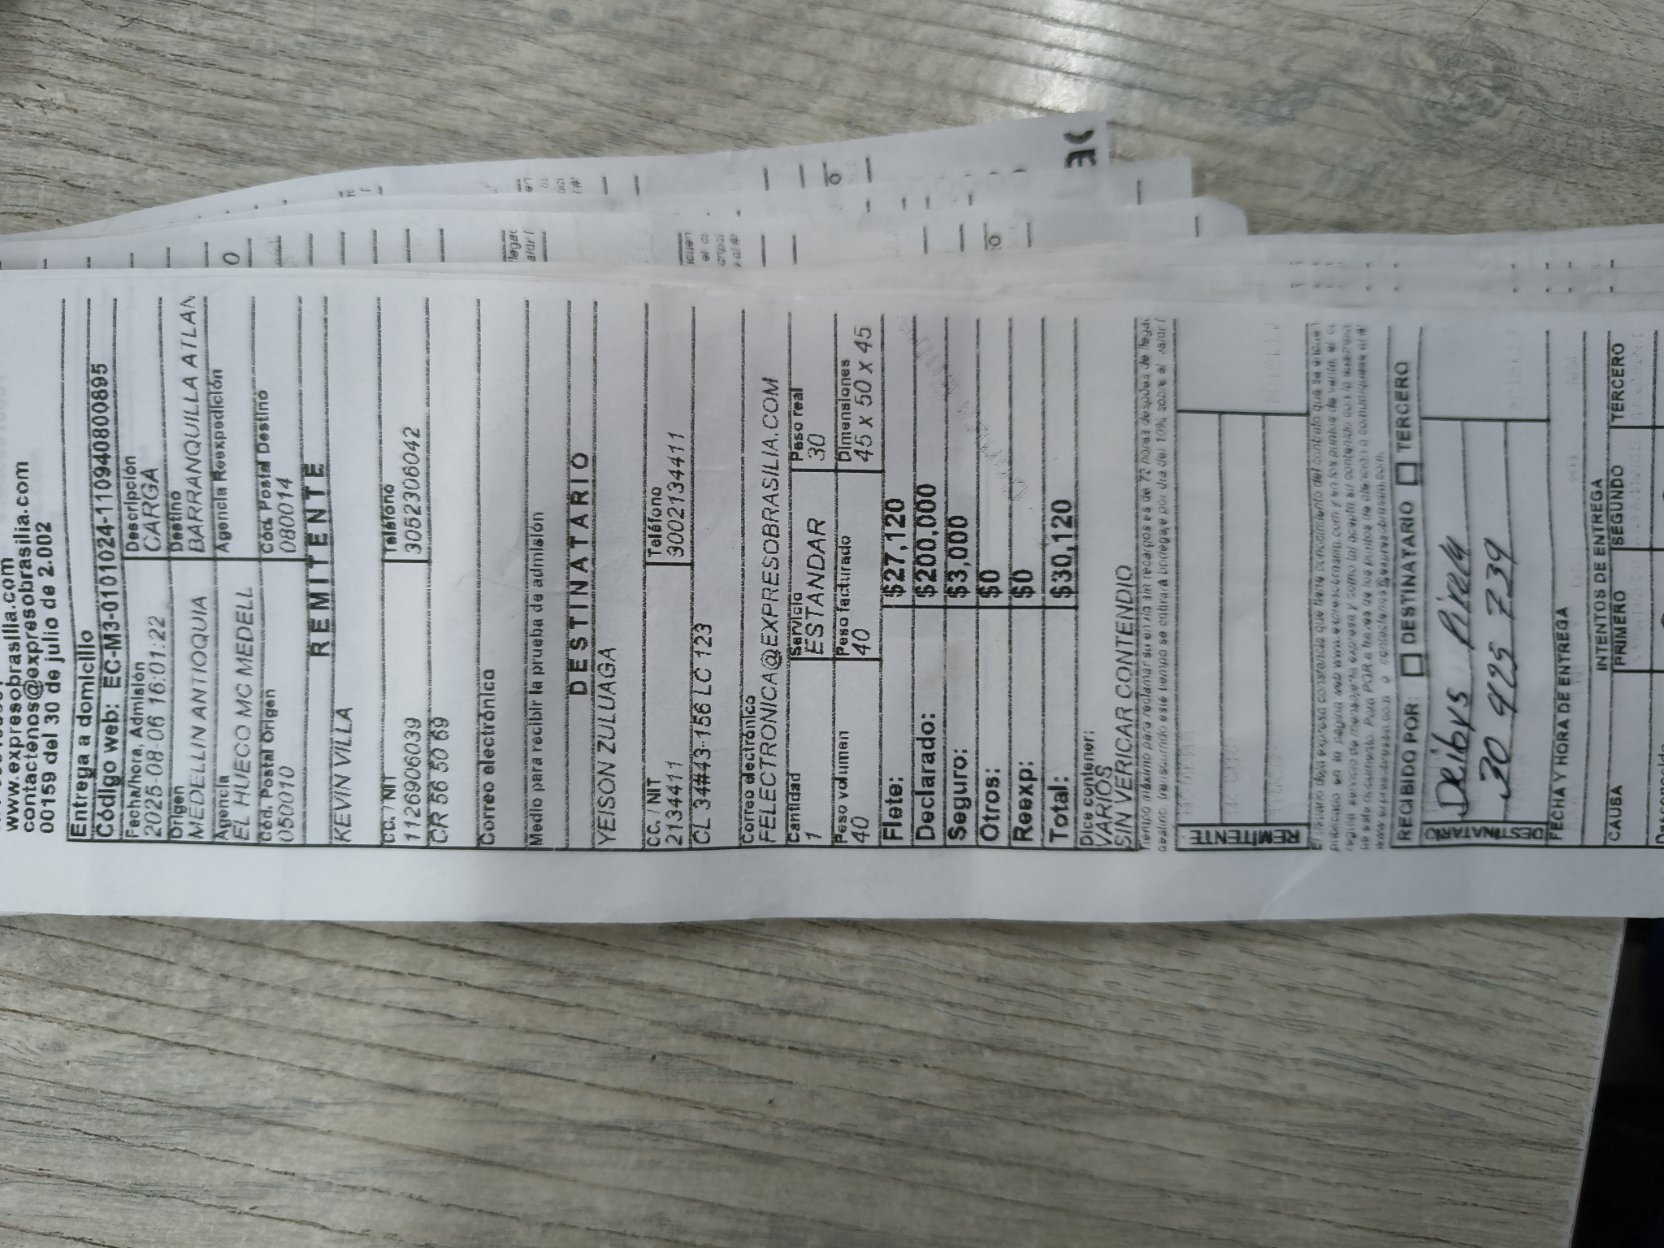 www.expresobrasilia.com
contactenos@expresobrasilia.com
00159 del 30 de julio de 2.002
Entrega a domicilio
Código web: EC-M3-0101024-1109408080895
Fecha/hora. Admisión Descripción
2025-08-06 16:01:22 CARGA
Origen Destino
MEDELLIN ANTIOQUIA BARRANQUILLA ATLAN
Agencia Agencia Reexpedición
EL HUECO MC MEDELL
Cód. Postal Origen Cód. Postal Destino
050010 080014
REMITENTE
KEVIN VILLA
CC. / NIT Teléfono
1126906039 3052306042
CR 56 50 69
Correo electrónico
Medio para recibir la prueba de admisión
DESTINATARIO
YEISON ZULUAGA
CC. / NIT Teléfono
2134411 3002134411
CL 34#43-156 LC 123
Correo electrónico
FELECTRONICA@EXPRESOBRASILIA.COM
Cantidad Servicio Peso real
1 ESTANDAR 30
Peso volumen Peso facturado Dimensiones
40 40 45 x 50 x 45
Flete: $27,120
Declarado: $200,000
Seguro: $3,000
Otros: $0
Reexp: $0
Total: $30,120
Dice contener:
VARIOS
SIN VERICAR CONTENDIO
REMITENTE
RECIBIDO POR: DESTINATARIO TERCERO
DESTINATARIO
Deibys Pirela
30 425 739
FECHA Y HORA DE ENTREGA
INTENTOS DE ENTREGA
CAUSA PRIMERO SEGUNDO TERCERO